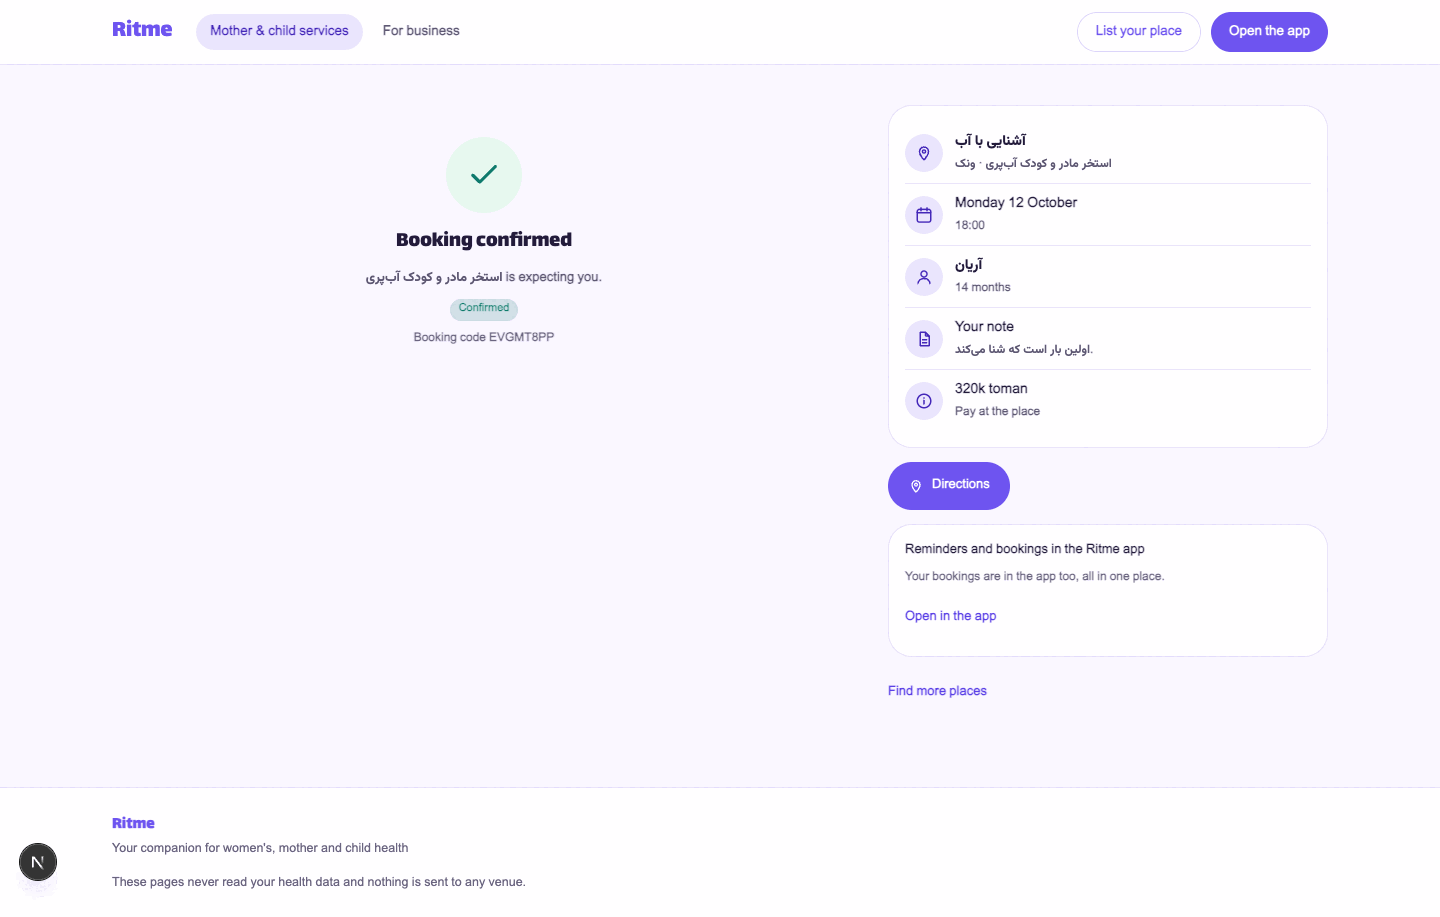 Ritme
Mother & child services
For business
List your place
Open the app
Booking confirmed
استخر مادر و کودک آب‌پری is expecting you.
Confirmed
Booking code EVGMT8PP
آشنایی با آب
استخر مادر و کودک آب‌پری · ونک
Monday 12 October
18:00
آریان
14 months
Your note
اولین بار است که شنا می‌کند.
320k toman
Pay at the place
Directions
Reminders and bookings in the Ritme app
Your bookings are in the app too, all in one place.
Open in the app
Find more places
Ritme
Your companion for women's, mother and child health
These pages never read your health data and nothing is sent to any venue.
N